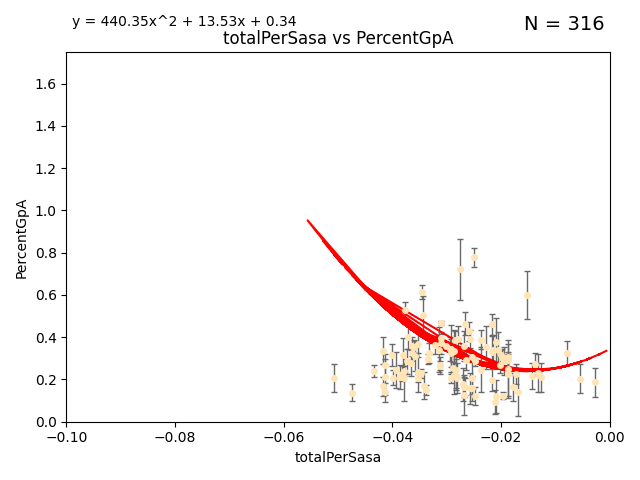 y = 440.35x^2 + 13.53x + 0.34
N = 316
totalPerSasa vs PercentGpA
1.6
1.4
1.2
1.0
0.8
0.6
0.4
0.2
0.0
PercentGpA
−0.10 −0.08 −0.06 −0.04 −0.02 0.00
totalPerSasa